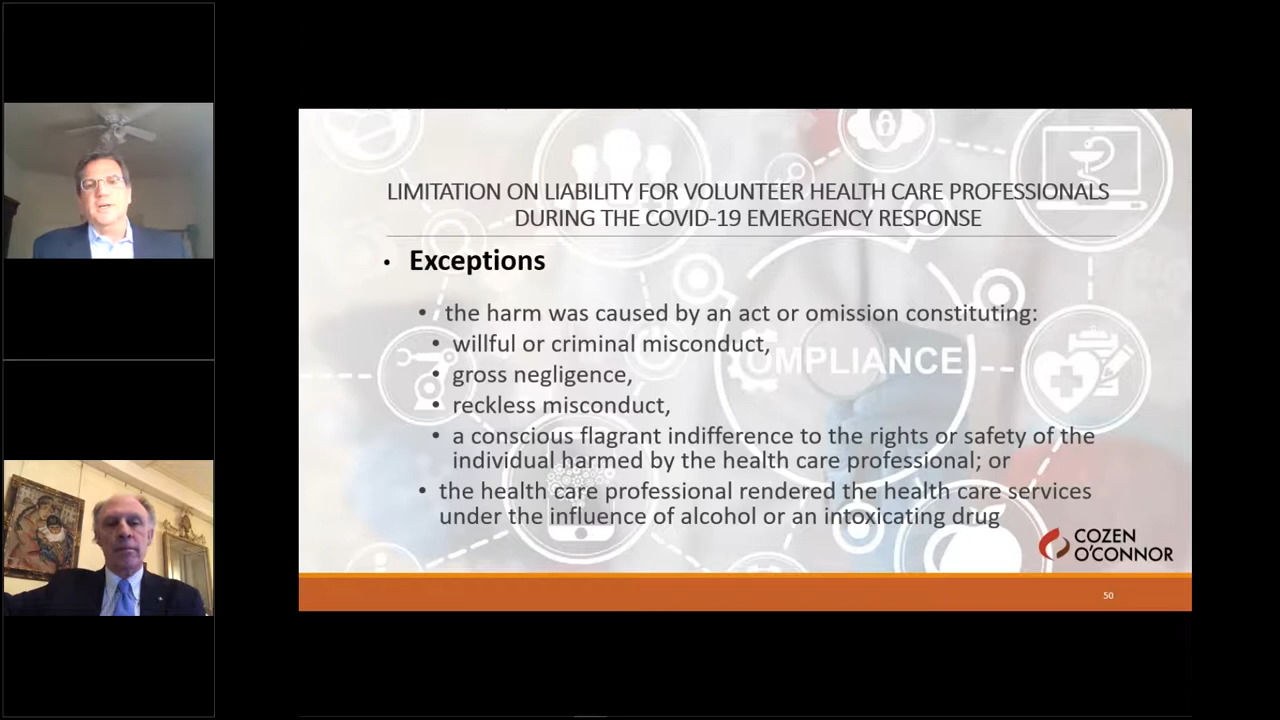 LIMITATION ON LIABILITY FOR VOLUNTEER HEALTH CARE PROFESSIONALS
DURING THE COVID-19 EMERGENCY RESPONSE
• Exceptions
• the harm was caused by an act or omission constituting:
• willful or criminal misconduct,
• gross negligence,
• reckless misconduct,
• a conscious flagrant indifference to the rights or safety of the
individual harmed by the health care professional; or
• the health care professional rendered the health care services
under the influence of alcohol or an intoxicating drug
OMPLIANCE
COZEN
O'CONNOR
50